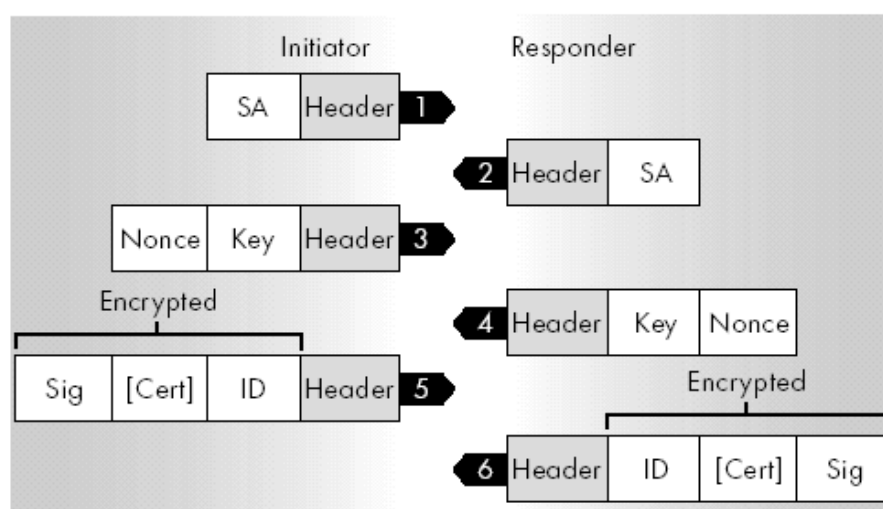 Initiator Responder
SA Header 1
2 Header SA
Nonce Key Header 3
Encrypted
4 Header Key Nonce
Sig [Cert] ID Header 5
Encrypted
6 Header ID [Cert] Sig